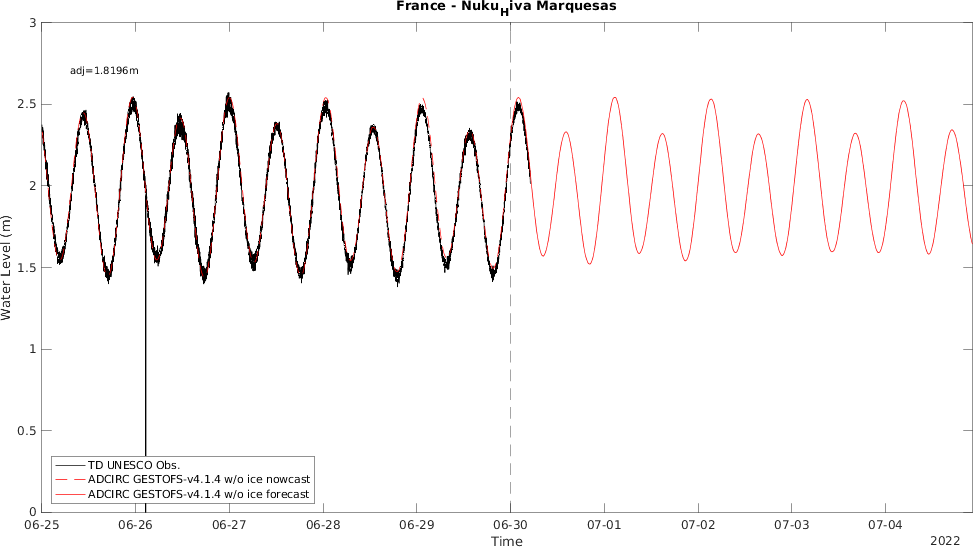 France - Nuku_Hiva Marquesas
adj=1.8196m
3
2.5
2
1.5
1
0.5
0
Water Level (m)
TD UNESCO Obs.
ADCIRC GESTOFS-v4.1.4 w/o ice nowcast
ADCIRC GESTOFS-v4.1.4 w/o ice forecast
06-25 06-26 06-27 06-28 06-29 06-30 07-01 07-02 07-03 07-04
Time
2022